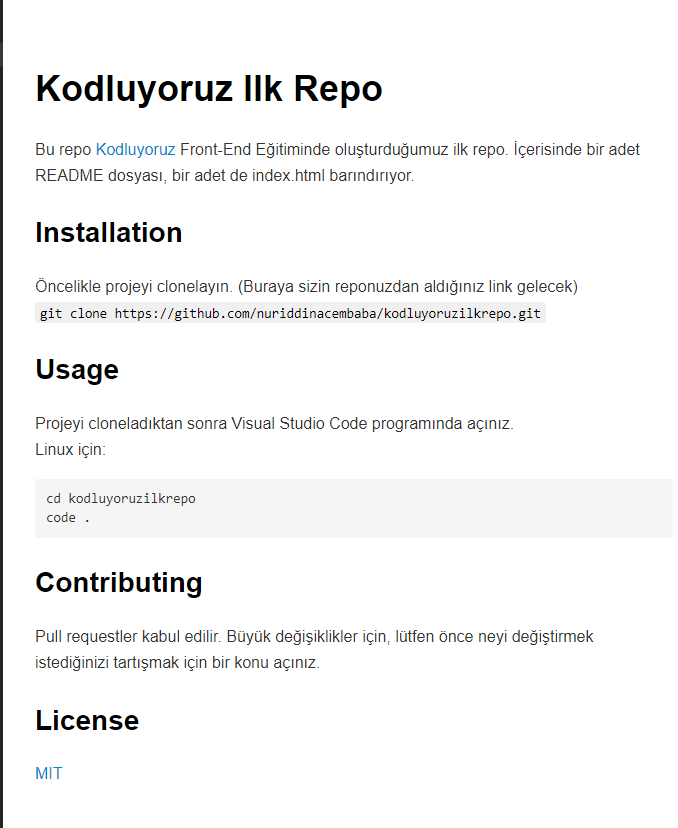 Kodluyoruz Ilk Repo
Bu repo Kodluyoruz Front-End Eğitiminde oluşturduğumuz ilk repo. İçerisinde bir adet
README dosyası, bir adet de index.html barındırıyor.
Installation
Öncelikle projeyi clonelayın. (Buraya sizin reponuzdan aldığınız link gelecek)
git clone https://github.com/nuriddinacembaba/kodluyoruzilkrepo.git
Usage
Projeyi cloneladıktan sonra Visual Studio Code programında açınız.
Linux için:
cd kodluyoruzilkrepo
code .
Contributing
Pull requestler kabul edilir. Büyük değişiklikler için, lütfen önce neyi değiştirmek
istediğinizi tartışmak için bir konu açınız.
License
MIT